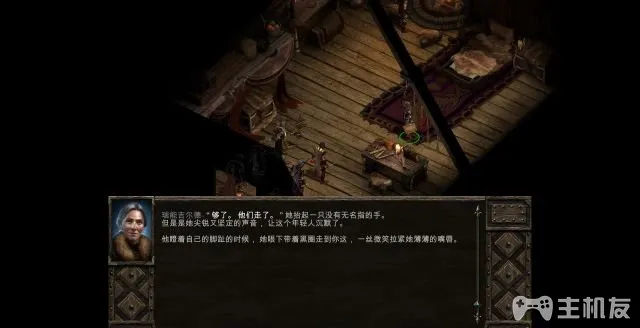 瑞能吉尔德-“够了。 他们走了。”她抬起一只没有无名指的手。
但是是她尖锐又坚定的声音，让这个年轻人沉默了。
他瞪着自己的脚趾的时候，她眼下带着黑圈走到你这，一丝微笑拉紧她薄薄的嘴唇。
主机友